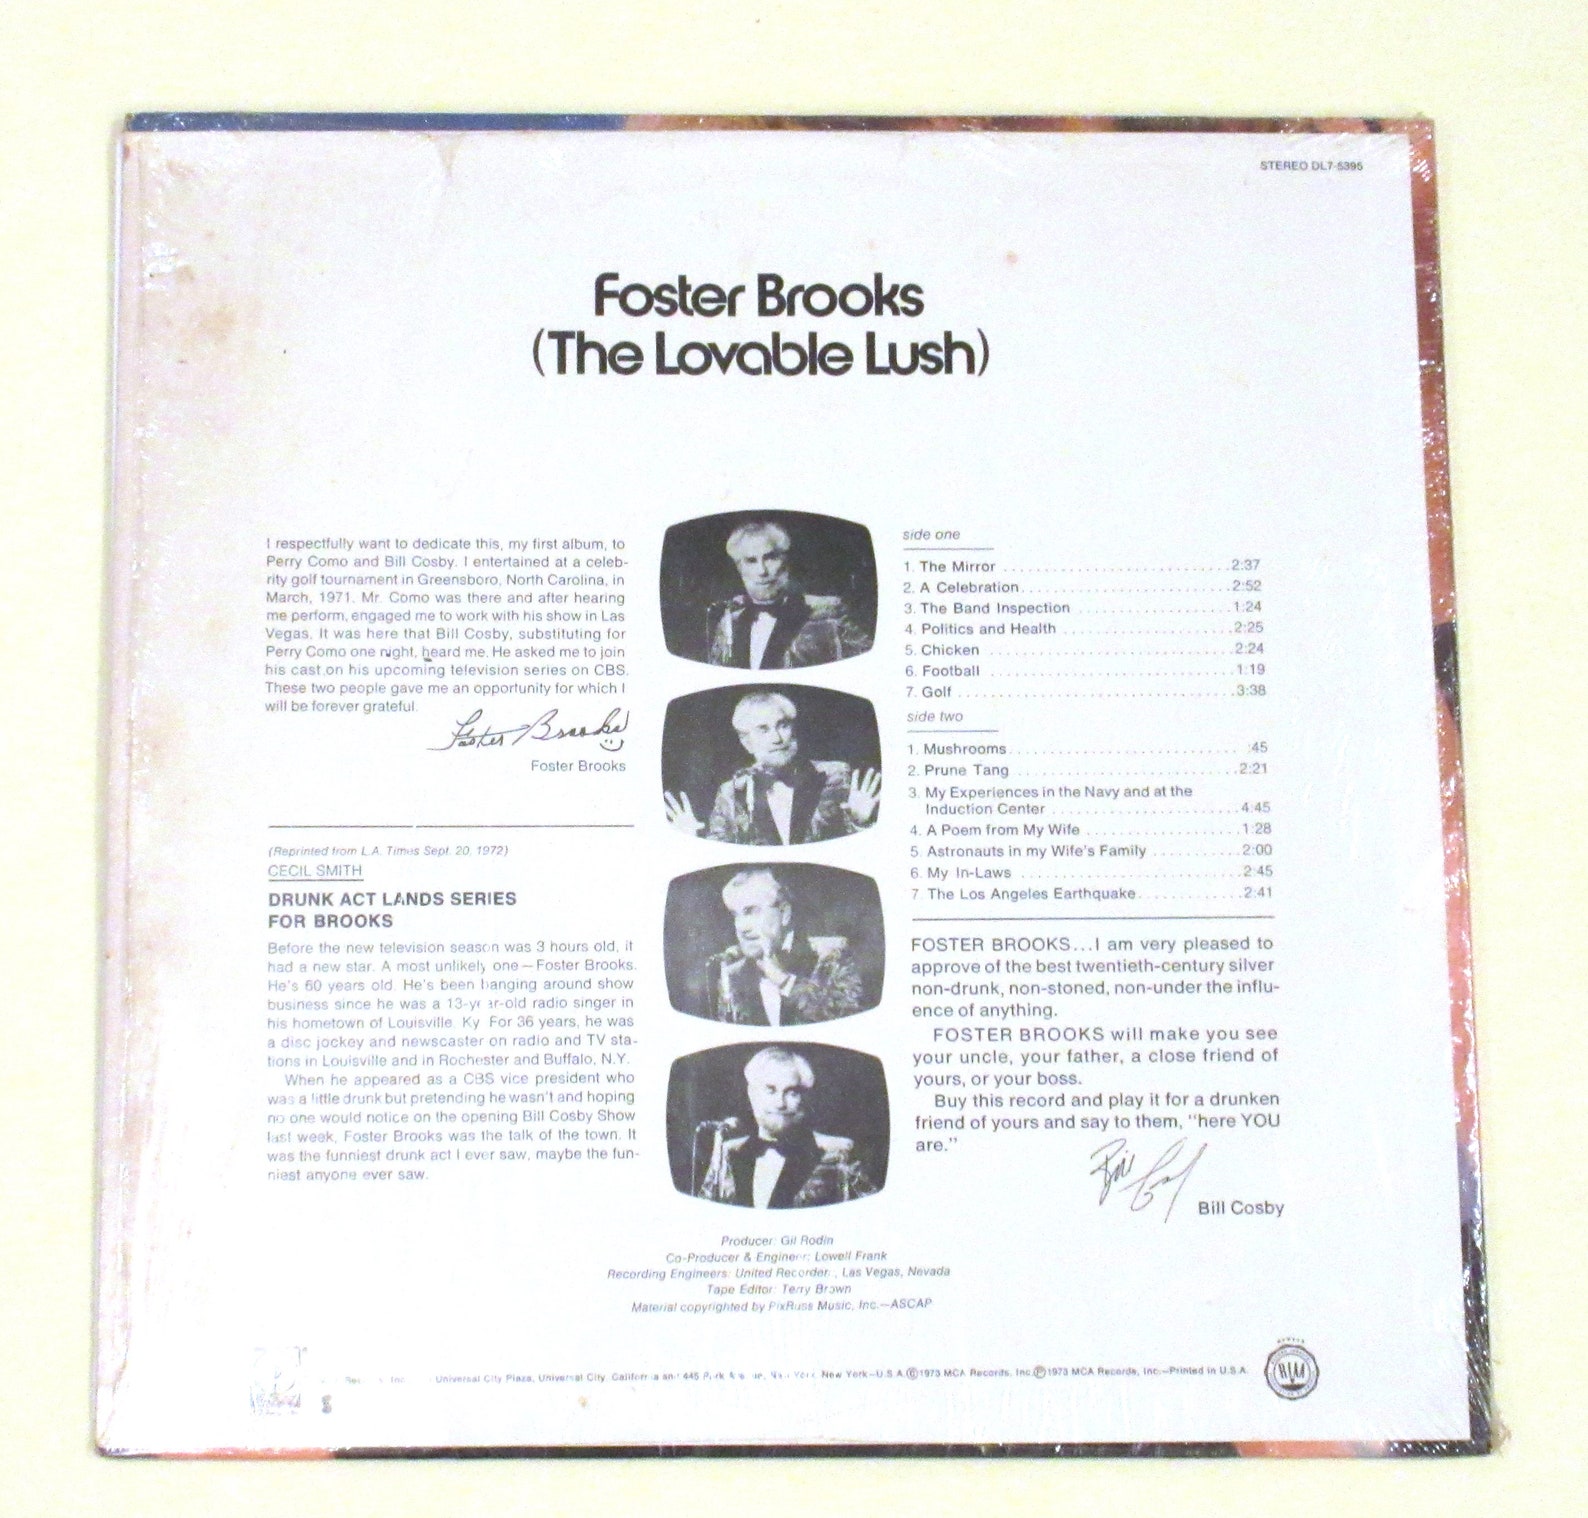 STEREO DL7-5395
Foster Brooks
(The Lovable Lush)
I respectfully want to dedicate this, my first album, to
Perry Como and Bill Cosby. I entertained at a celeb-
rity golf tournament in Greensboro, North Carolina, in
March, 1971. Mr. Como was there and after hearing
me perform, engaged me to work with his show in Las
Vegas. It was here that Bill Cosby, substituting for
Perry Como one night, heard me. He asked me to join
his cast on his upcoming television series on CBS.
These two people gave me an opportunity for which I
will be forever grateful.
Foster Brooks
Foster Brooks
(Reprinted from L.A. Times Sept. 20, 1972)
CECIL SMITH
DRUNK ACT LANDS SERIES
FOR BROOKS
Before the new television season was 3 hours old, it
had a new star. A most unlikely one—Foster Brooks.
He's 60 years old. He's been banging around show
business since he was a 13-year-old radio singer in
his hometown of Louisville, Ky. For 36 years, he was
a disc jockey and newscaster on radio and TV sta-
tions in Louisville and in Rochester and Buffalo, N.Y.
When he appeared as a CBS vice president who
was a little drunk but pretending he wasn't and hoping
no one would notice on the opening Bill Cosby Show
last week, Foster Brooks was the talk of the town. It
was the funniest drunk act I ever saw, maybe the fun-
niest anyone ever saw.
side one
1. The Mirror 2:37
2. A Celebration 2:52
3. The Band Inspection 1:24
4. Politics and Health 2:25
5. Chicken 2:24
6. Football 1:19
7. Golf 3:38
side two
1. Mushrooms :45
2. Prune Tang 2:21
3. My Experiences in the Navy and at the
Induction Center 4:45
4. A Poem from My Wife 1:28
5. Astronauts in my Wife's Family 2:00
6. My In-Laws 2:45
7. The Los Angeles Earthquake 2:41
FOSTER BROOKS...I am very pleased to
approve of the best twentieth-century silver
non-drunk, non-stoned, non-under the influ-
ence of anything.
FOSTER BROOKS will make you see
your uncle, your father, a close friend of
yours, or your boss.
Buy this record and play it for a drunken
friend of yours and say to them, "here YOU
are."
Bill Cosby
Bill Cosby
Producer: Gil Rodin
Co-Producer & Engineer: Lowell Frank
Recording Engineers: United Recorders, Las Vegas, Nevada
Tape Editor: Terry Brown
Material copyrighted by PixRuss Music, Inc.—ASCAP
Universal City Plaza, Universal City, California and 445 Park Avenue, New York, New York—U.S.A. Ⓒ1973 MCA Records, Inc. Ⓟ1973 MCA Records, Inc.—Printed in U.S.A.
RIAA